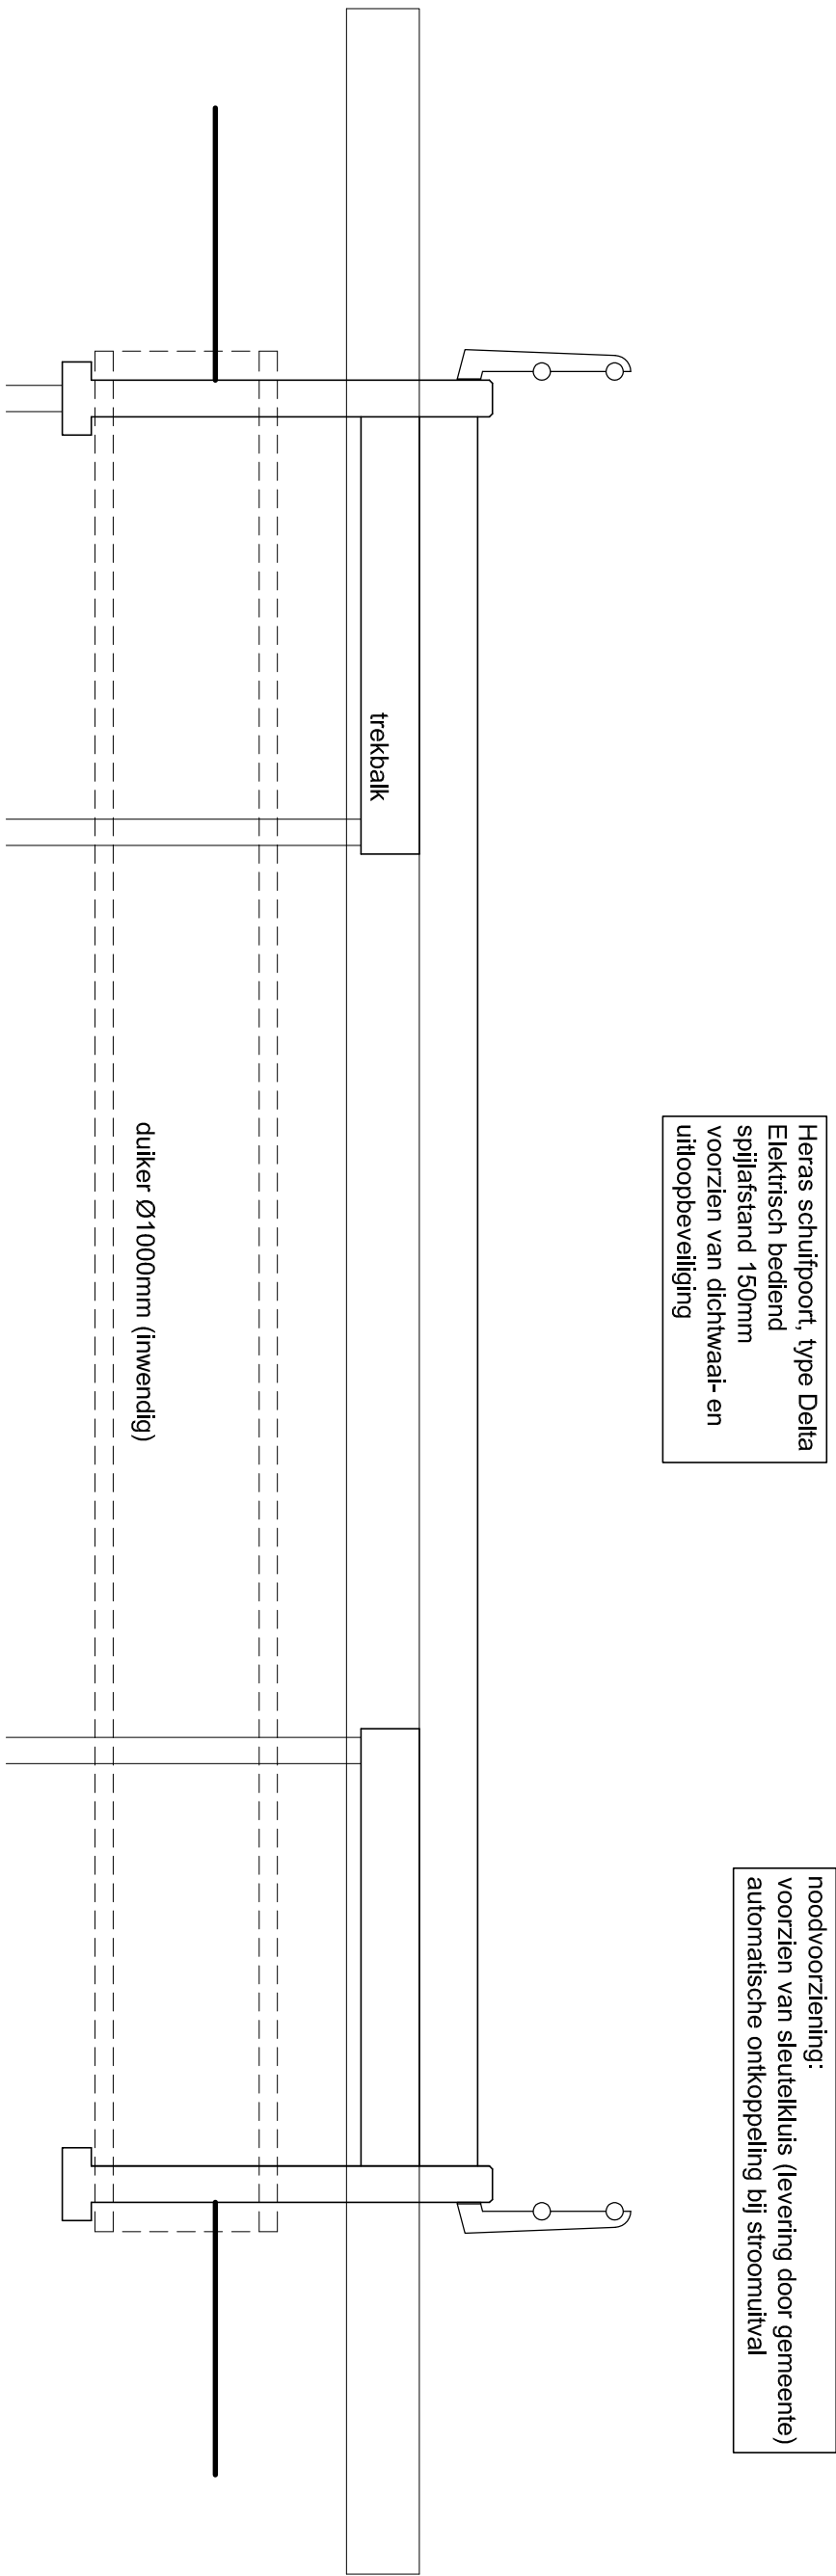 Heras schuifpoort, type Delta
Elektrisch bediend
spijlafstand 150mm
voorzien van dichtwaai- en
uitloopbeveiliging
noodvoorziening:
voorzien van sleutelkluis (levering door gemeente)
automatische ontkoppeling bij stroomuitval
trekbalk
duiker Ø1000mm (inwendig)